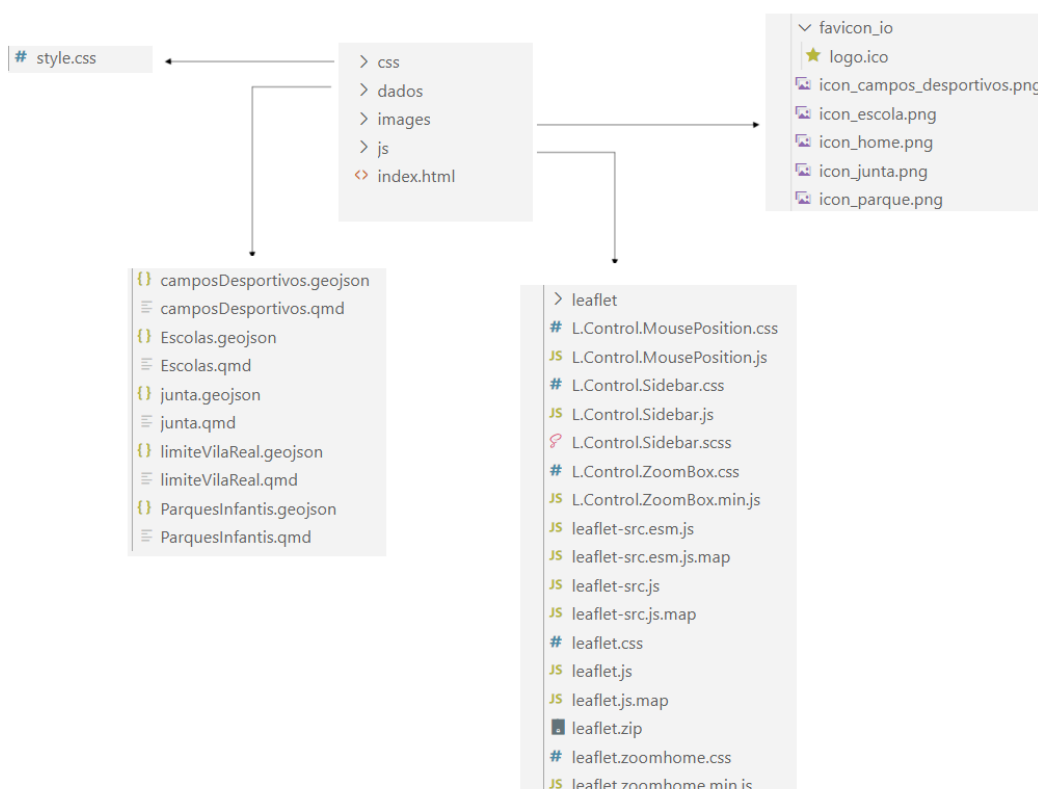 style.css
css
dados
images
js
index.html
favicon_io
logo.ico
icon_campos_desportivos.png
icon_escola.png
icon_home.png
icon_junta.png
icon_parque.png
camposDesportivos.geojson
camposDesportivos.qmd
Escolas.geojson
Escolas.qmd
junta.geojson
junta.qmd
limiteVilaReal.geojson
limiteVilaReal.qmd
ParquesInfantis.geojson
ParquesInfantis.qmd
leaflet
L.Control.MousePosition.css
L.Control.MousePosition.js
L.Control.Sidebar.css
L.Control.Sidebar.js
L.Control.Sidebar.scss
L.Control.ZoomBox.css
L.Control.ZoomBox.min.js
leaflet-src.esm.js
leaflet-src.esm.js.map
leaflet-src.js
leaflet-src.js.map
leaflet.css
leaflet.js
leaflet.js.map
leaflet.zip
leaflet.zoomhome.css
leaflet.zoomhome.min.js